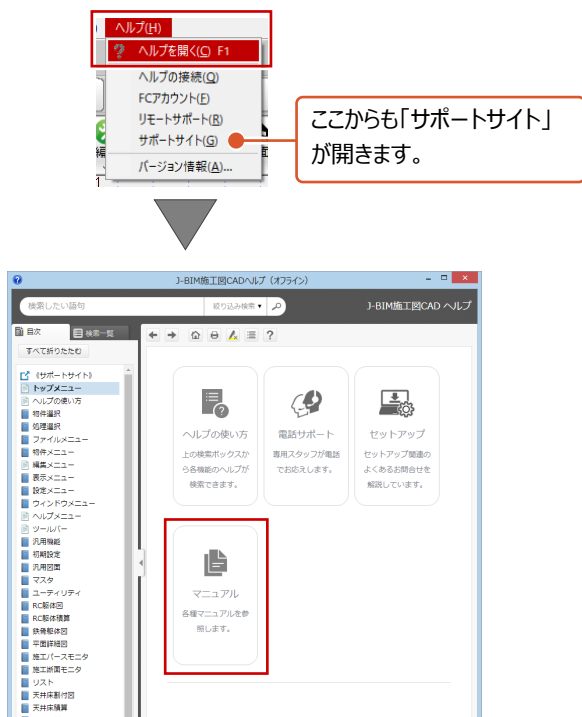 ヘルプ(H)
ヘルプを開く(C) F1
ヘルプの接続(Q)
FCアカウント(F)
リモートサポート(R)
サポートサイト(G)
バージョン情報(A)...
ここからも「サポートサイト」
が開きます。
J-BIM施工図CADヘルプ（オフライン）
検索したい語句
絞り込み検索▼
J-BIM施工図CAD ヘルプ
目次
検索一覧
すべて折りたたむ
《サポートサイト》
トップメニュー
ヘルプの使い方
物件選択
処理選択
ファイルメニュー
物件メニュー
編集メニュー
表示メニュー
設定メニュー
ウィンドウメニュー
ヘルプメニュー
ツールバー
汎用機能
初期設定
汎用図面
マスタ
ユーティリティ
RC躯体図
RC躯体積算
鉄骨躯体図
平面詳細図
施工パースモニタ
施工断面モニタ
リスト
天井床割付図
天井床積算
ヘルプの使い方
上の検索ボックスか
ら各機能のヘルプが
検索できます。
電話サポート
専用スタッフが電話
でお応えします。
セットアップ
セットアップ関連の
よくあるお問合せを
解説しています。
マニュアル
各種マニュアルを参
照します。